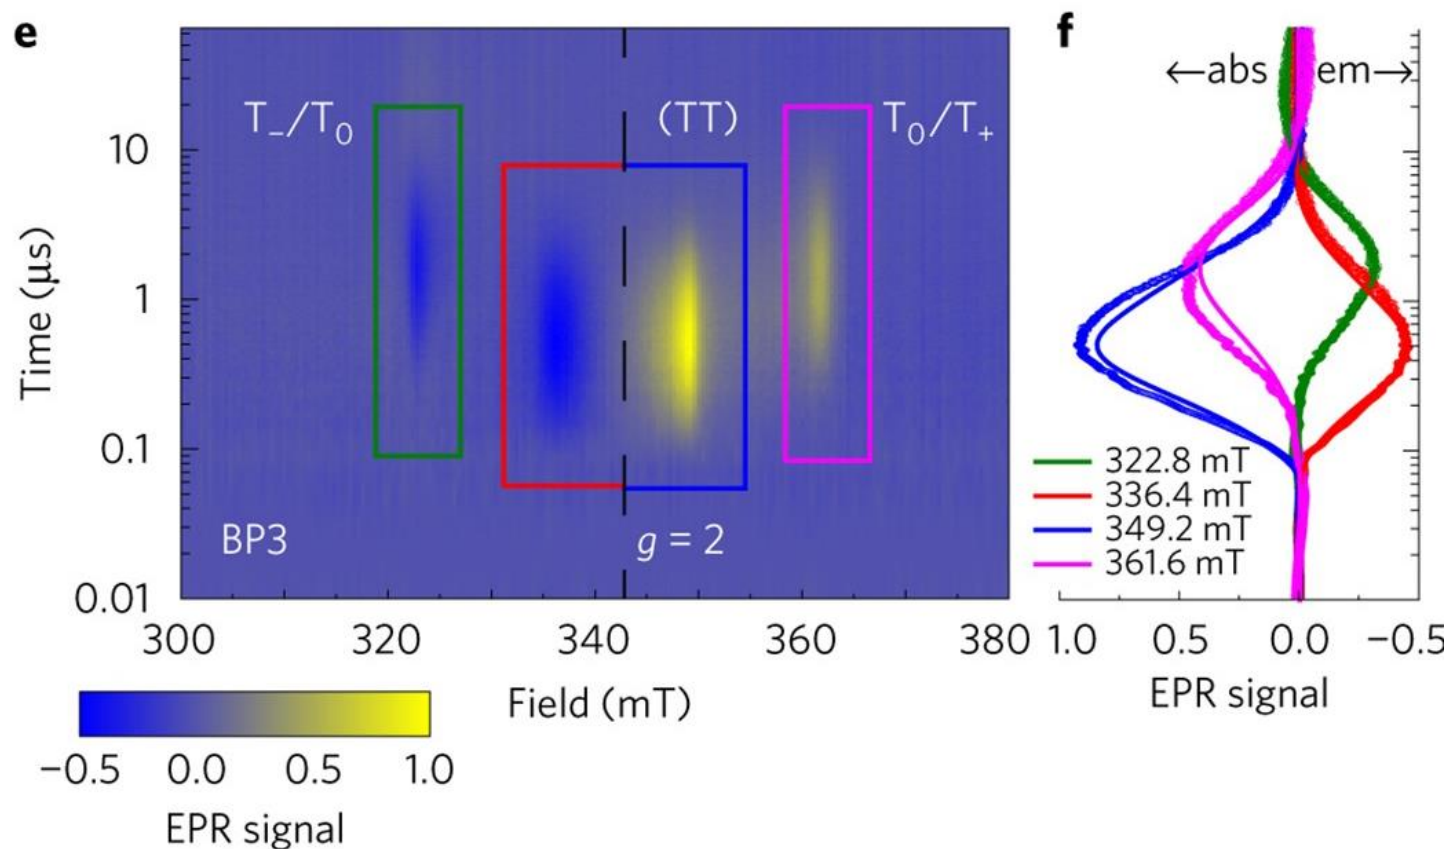 e
T₋/T₀
(TT)
T₀/T₊
10
1
0.1
0.01
Time (μs)
BP3
g = 2
300
320
340
360
380
Field (mT)
−0.5
0.0
0.5
1.0
EPR signal
f
←abs
em→
322.8 mT
336.4 mT
349.2 mT
361.6 mT
1.0
0.5
0.0
−0.5
EPR signal